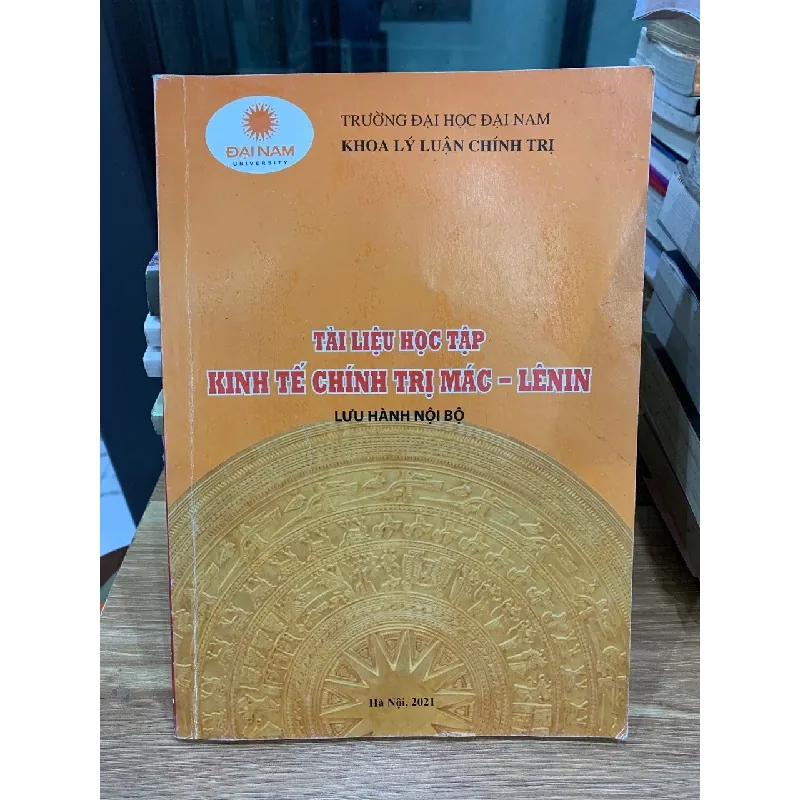 ĐẠI NAM
UNIVERSITY
TRƯỜNG ĐẠI HỌC ĐẠI NAM
KHOA LÝ LUẬN CHÍNH TRỊ
TÀI LIỆU HỌC TẬP
KINH TẾ CHÍNH TRỊ MÁC – LÊNIN
LƯU HÀNH NỘI BỘ
Hà Nội, 2021